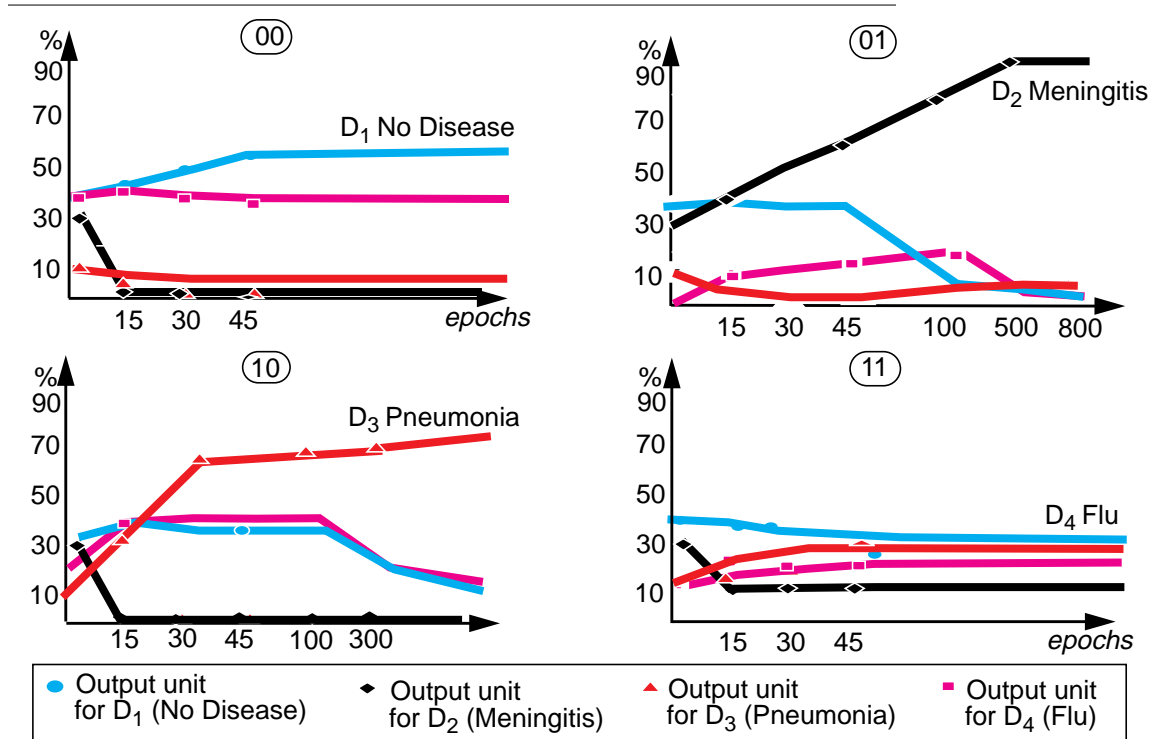 00
%
90
70
50
30
10
D1 No Disease
15 30 45
epochs
01
%
90
70
50
30
10
D2 Meningitis
15 30 45 100 500 800
10
%
90
70
50
30
10
D3 Pneumonia
15 30 45 100 300
11
%
90
70
50
30
10
D4 Flu
15 30 45
epochs
Output unit
for D1 (No Disease)
Output unit
for D2 (Meningitis)
Output unit
for D3 (Pneumonia)
Output unit
for D4 (Flu)